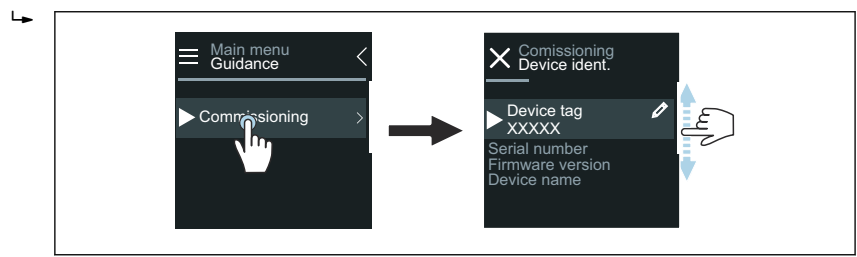 Main menu
Guidance
Commissioning
Comissioning
Device ident.
Device tag
XXXXX
Serial number
Firmware version
Device name